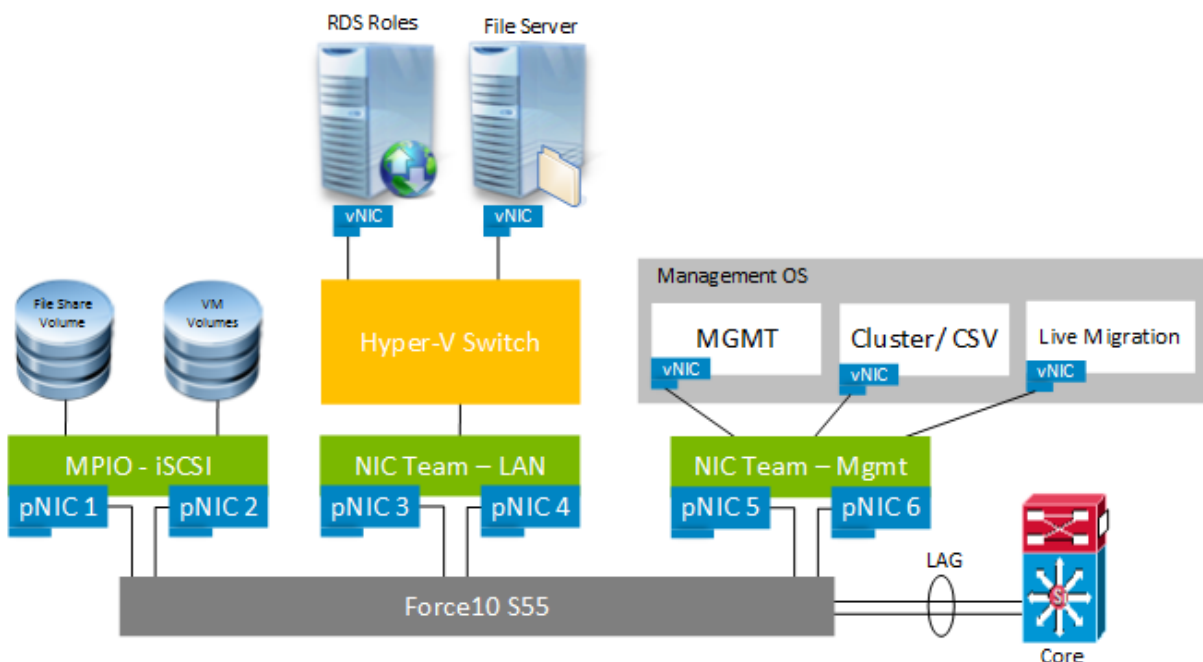 RDS Roles
File Server
vNIC
vNIC
File Share
Volume
VM
Volumes
Hyper-V Switch
Management OS
MGMT
Cluster/ CSV
Live Migration
vNIC
vNIC
vNIC
MPIO - iSCSI
NIC Team – LAN
NIC Team – Mgmt
pNIC 1
pNIC 2
pNIC 3
pNIC 4
pNIC 5
pNIC 6
LAG
Force10 S55
Si
Core